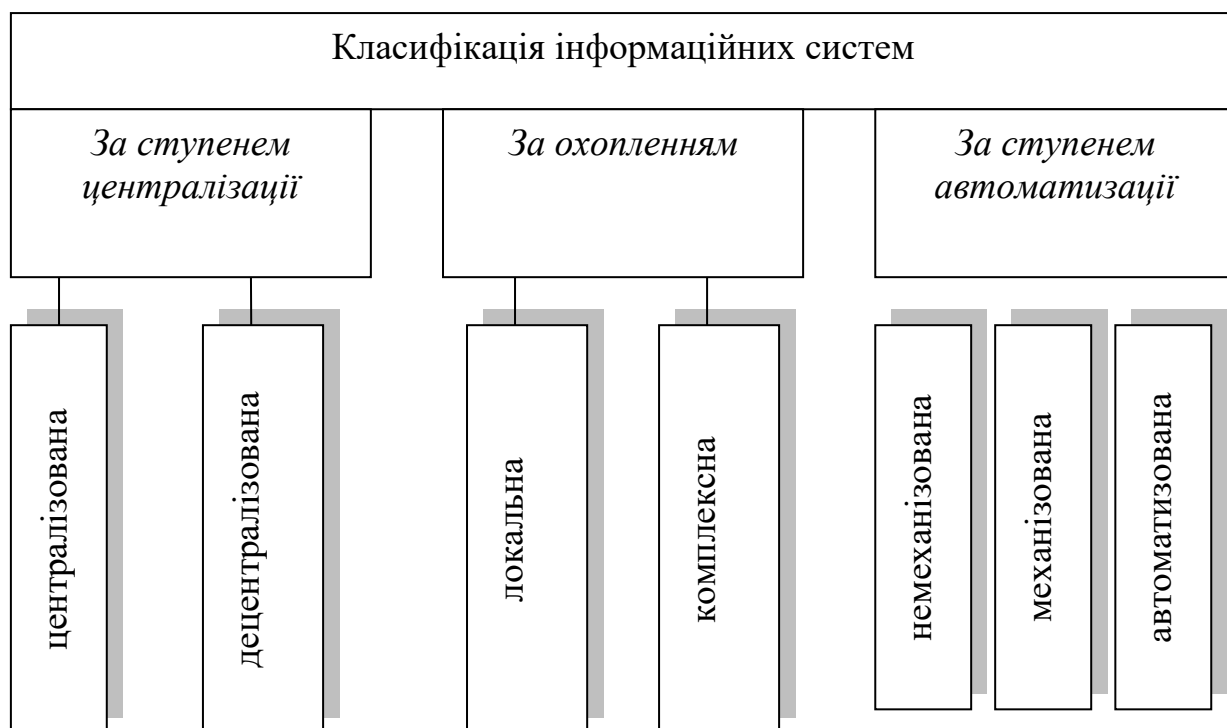 Класифікація інформаційних систем
За ступенем
централізації
За охопленням
За ступенем
автоматизації
централізована
децентралізована
локальна
комплексна
немеханізована
механізована
автоматизована